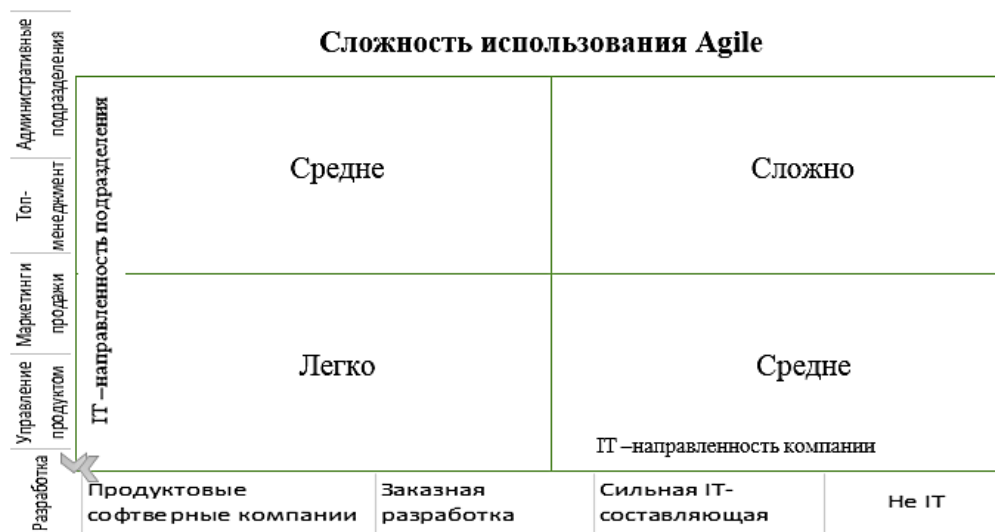 Сложность использования Agile
Административные
подразделения
Топ-
менеджмент
Маркетинги
продажи
Управление
продуктом
Разработка
IT –направленность подразделения
Средне
Сложно
Легко
Средне
IT –направленность компании
Продуктовые
софтверные компании
Заказная
разработка
Сильная IT-
составляющая
Не IT